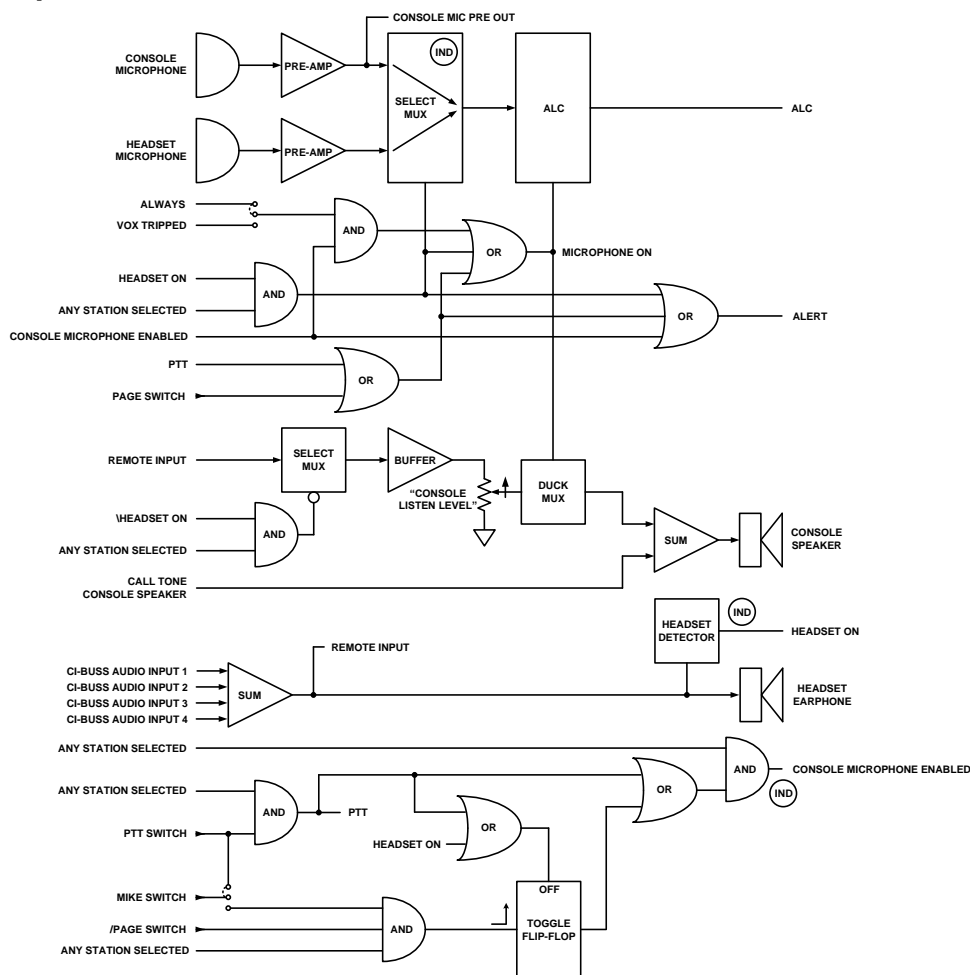 CONSOLE MIC PRE OUT
CONSOLE
MICROPHONE
PRE-AMP
IND
SELECT
MUX
ALC
ALC
HEADSET
MICROPHONE
PRE-AMP
ALWAYS
VOX TRIPPED
AND
OR
MICROPHONE ON
HEADSET ON
AND
ANY STATION SELECTED
OR
ALERT
CONSOLE MICROPHONE ENABLED
PTT
OR
PAGE SWITCH
REMOTE INPUT
SELECT
MUX
BUFFER
“CONSOLE
LISTEN LEVEL”
DUCK
MUX
\HEADSET ON
AND
ANY STATION SELECTED
SUM
CONSOLE
SPEAKER
CALL TONE
CONSOLE SPEAKER
HEADSET
DETECTOR
IND
HEADSET ON
REMOTE INPUT
CI-BUSS AUDIO INPUT 1
CI-BUSS AUDIO INPUT 2
CI-BUSS AUDIO INPUT 3
CI-BUSS AUDIO INPUT 4
SUM
HEADSET
EARPHONE
ANY STATION SELECTED
AND
CONSOLE MICROPHONE ENABLED
IND
ANY STATION SELECTED
AND
PTT
OR
PTT SWITCH
OR
HEADSET ON
MIKE SWITCH
OFF
TOGGLE
FLIP-FLOP
/PAGE SWITCH
AND
ANY STATION SELECTED